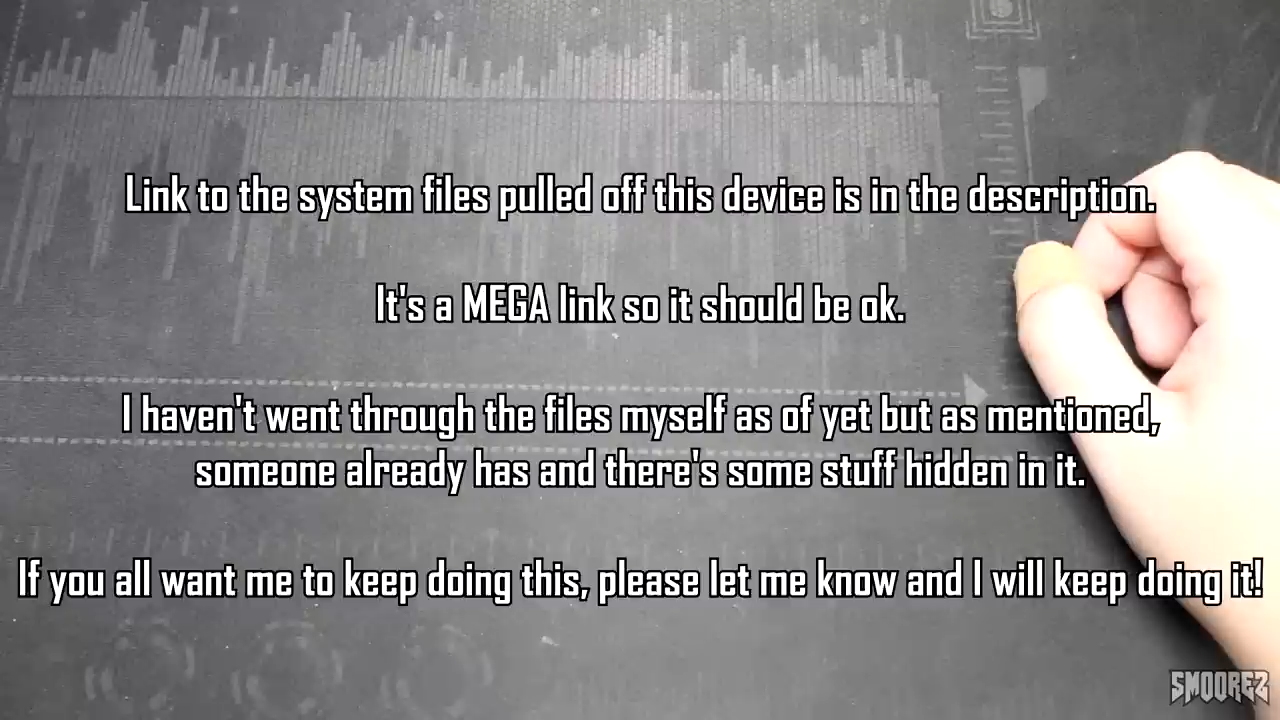 Link to the system files pulled off this device is in the description.
It's a MEGA link so it should be ok.
I haven't went through the files myself as of yet but as mentioned,
someone already has and there's some stuff hidden in it.
If you all want me to keep doing this, please let me know and I will keep doing it!
SMOOREZ